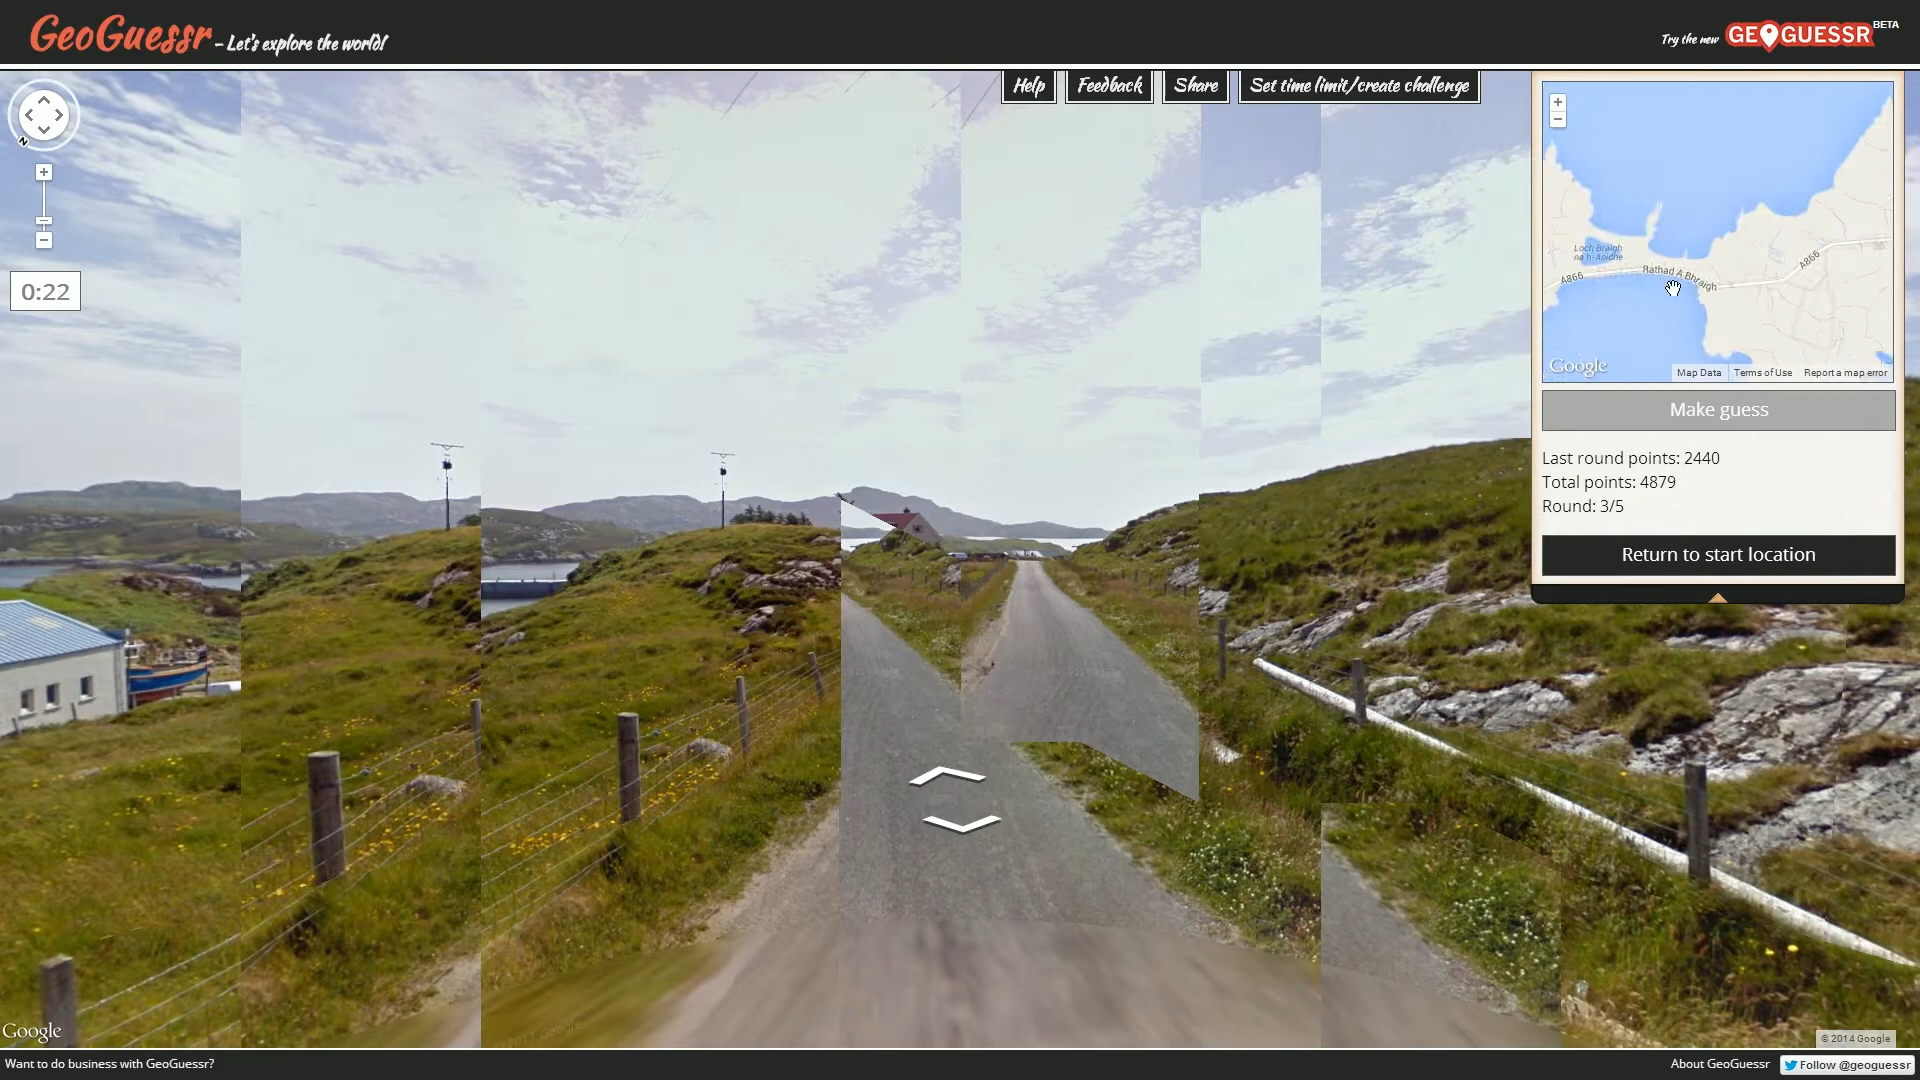 GeoGuessr - Let's explore the world!
Try the new GEOGUESSR BETA
Help
Feedback
Share
Set time limit/create challenge
N
0:22
Loch Bràigh
na h-Aoidhe
A866
A866
Rathad A Bhràigh
Google
Map Data
Terms of Use
Report a map error
Make guess
Last round points: 2440
Total points: 4879
Round: 3/5
Return to start location
Google
© 2014 Google
Want to do business with GeoGuessr?
About GeoGuessr
Follow @geoguessr